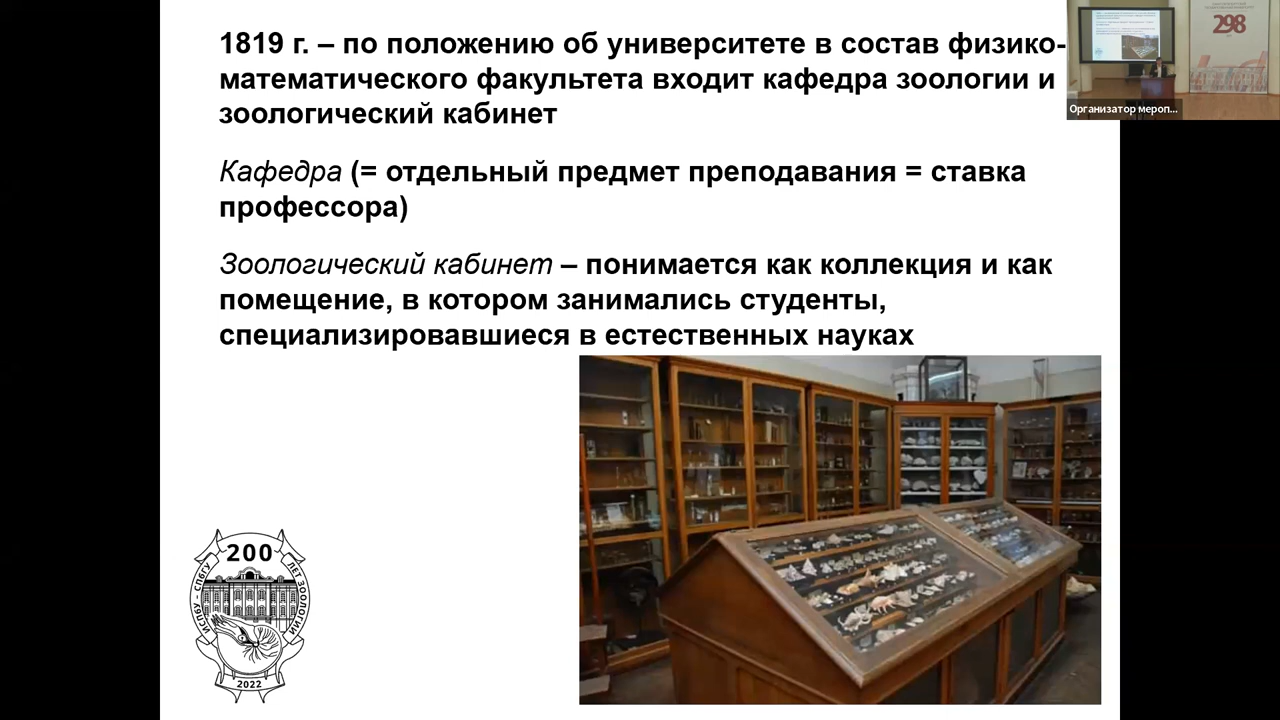 1819 г. – по положению об университете в состав физико-
математического факультета входит кафедра зоологии и
зоологический кабинет
Кафедра (= отдельный предмет преподавания = ставка
профессора)
Зоологический кабинет – понимается как коллекция и как
помещение, в котором занимались студенты,
специализировавшиеся в естественных науках
298
Организатор мероп...
200
ИСПБУ - СПБГУ
ЛЕТ ЗООЛОГИИ
2022